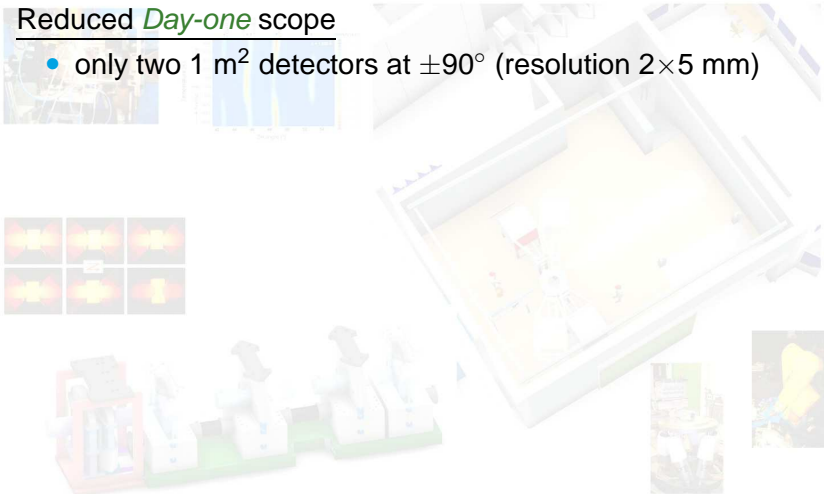 Reduced Day-one scope
• only two 1 m² detectors at ±90° (resolution 2×5 mm)